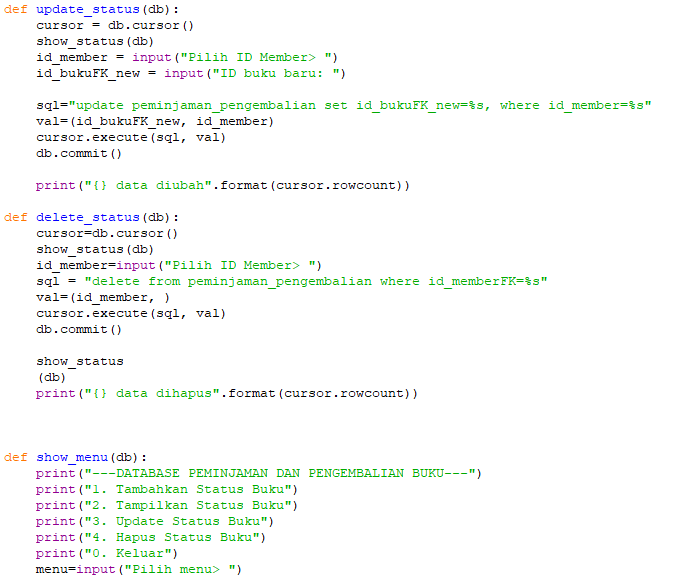 def update_status(db):
    cursor = db.cursor()
    show_status(db)
    id_member = input("Pilih ID Member> ")
    id_bukuFK_new = input("ID buku baru: ")

    sql="update peminjaman_pengembalian set id_bukuFK_new=%s, where id_member=%s"
    val=(id_bukuFK_new, id_member)
    cursor.execute(sql, val)
    db.commit()

    print("{} data diubah".format(cursor.rowcount))

def delete_status(db):
    cursor=db.cursor()
    show_status(db)
    id_member=input("Pilih ID Member> ")
    sql = "delete from peminjaman_pengembalian where id_memberFK=%s"
    val=(id_member, )
    cursor.execute(sql, val)
    db.commit()

    show_status
    (db)
    print("{} data dihapus".format(cursor.rowcount))

def show_menu(db):
    print("---DATABASE PEMINJAMAN DAN PENGEMBALIAN BUKU---")
    print("1. Tambahkan Status Buku")
    print("2. Tampilkan Status Buku")
    print("3. Update Status Buku")
    print("4. Hapus Status Buku")
    print("0. Keluar")
    menu=input("Pilih menu> ")